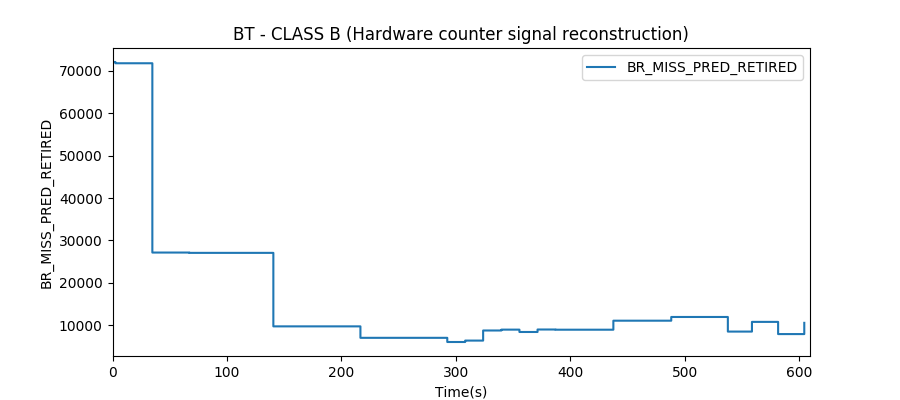 BT - CLASS B (Hardware counter signal reconstruction)
BR_MISS_PRED_RETIRED
70000
60000
50000
40000
30000
20000
10000
BR_MISS_PRED_RETIRED
0 100 200 300 400 500 600
Time(s)